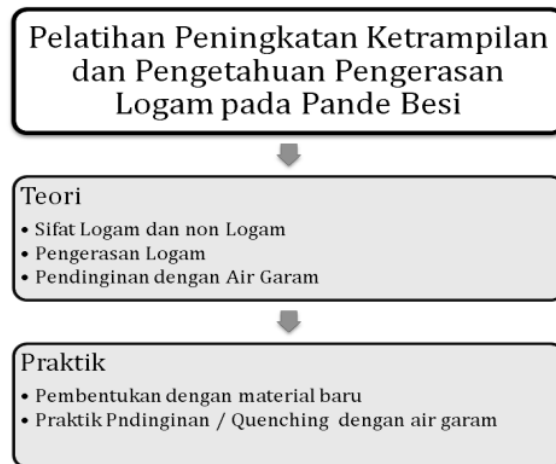 Pelatihan Peningkatan Ketrampilan
dan Pengetahuan Pengerasan
Logam pada Pande Besi
Teori
• Sifat Logam dan non Logam
• Pengerasan Logam
• Pendinginan dengan Air Garam
Praktik
• Pembentukan dengan material baru
• Praktik Pndinginan / Quenching dengan air garam